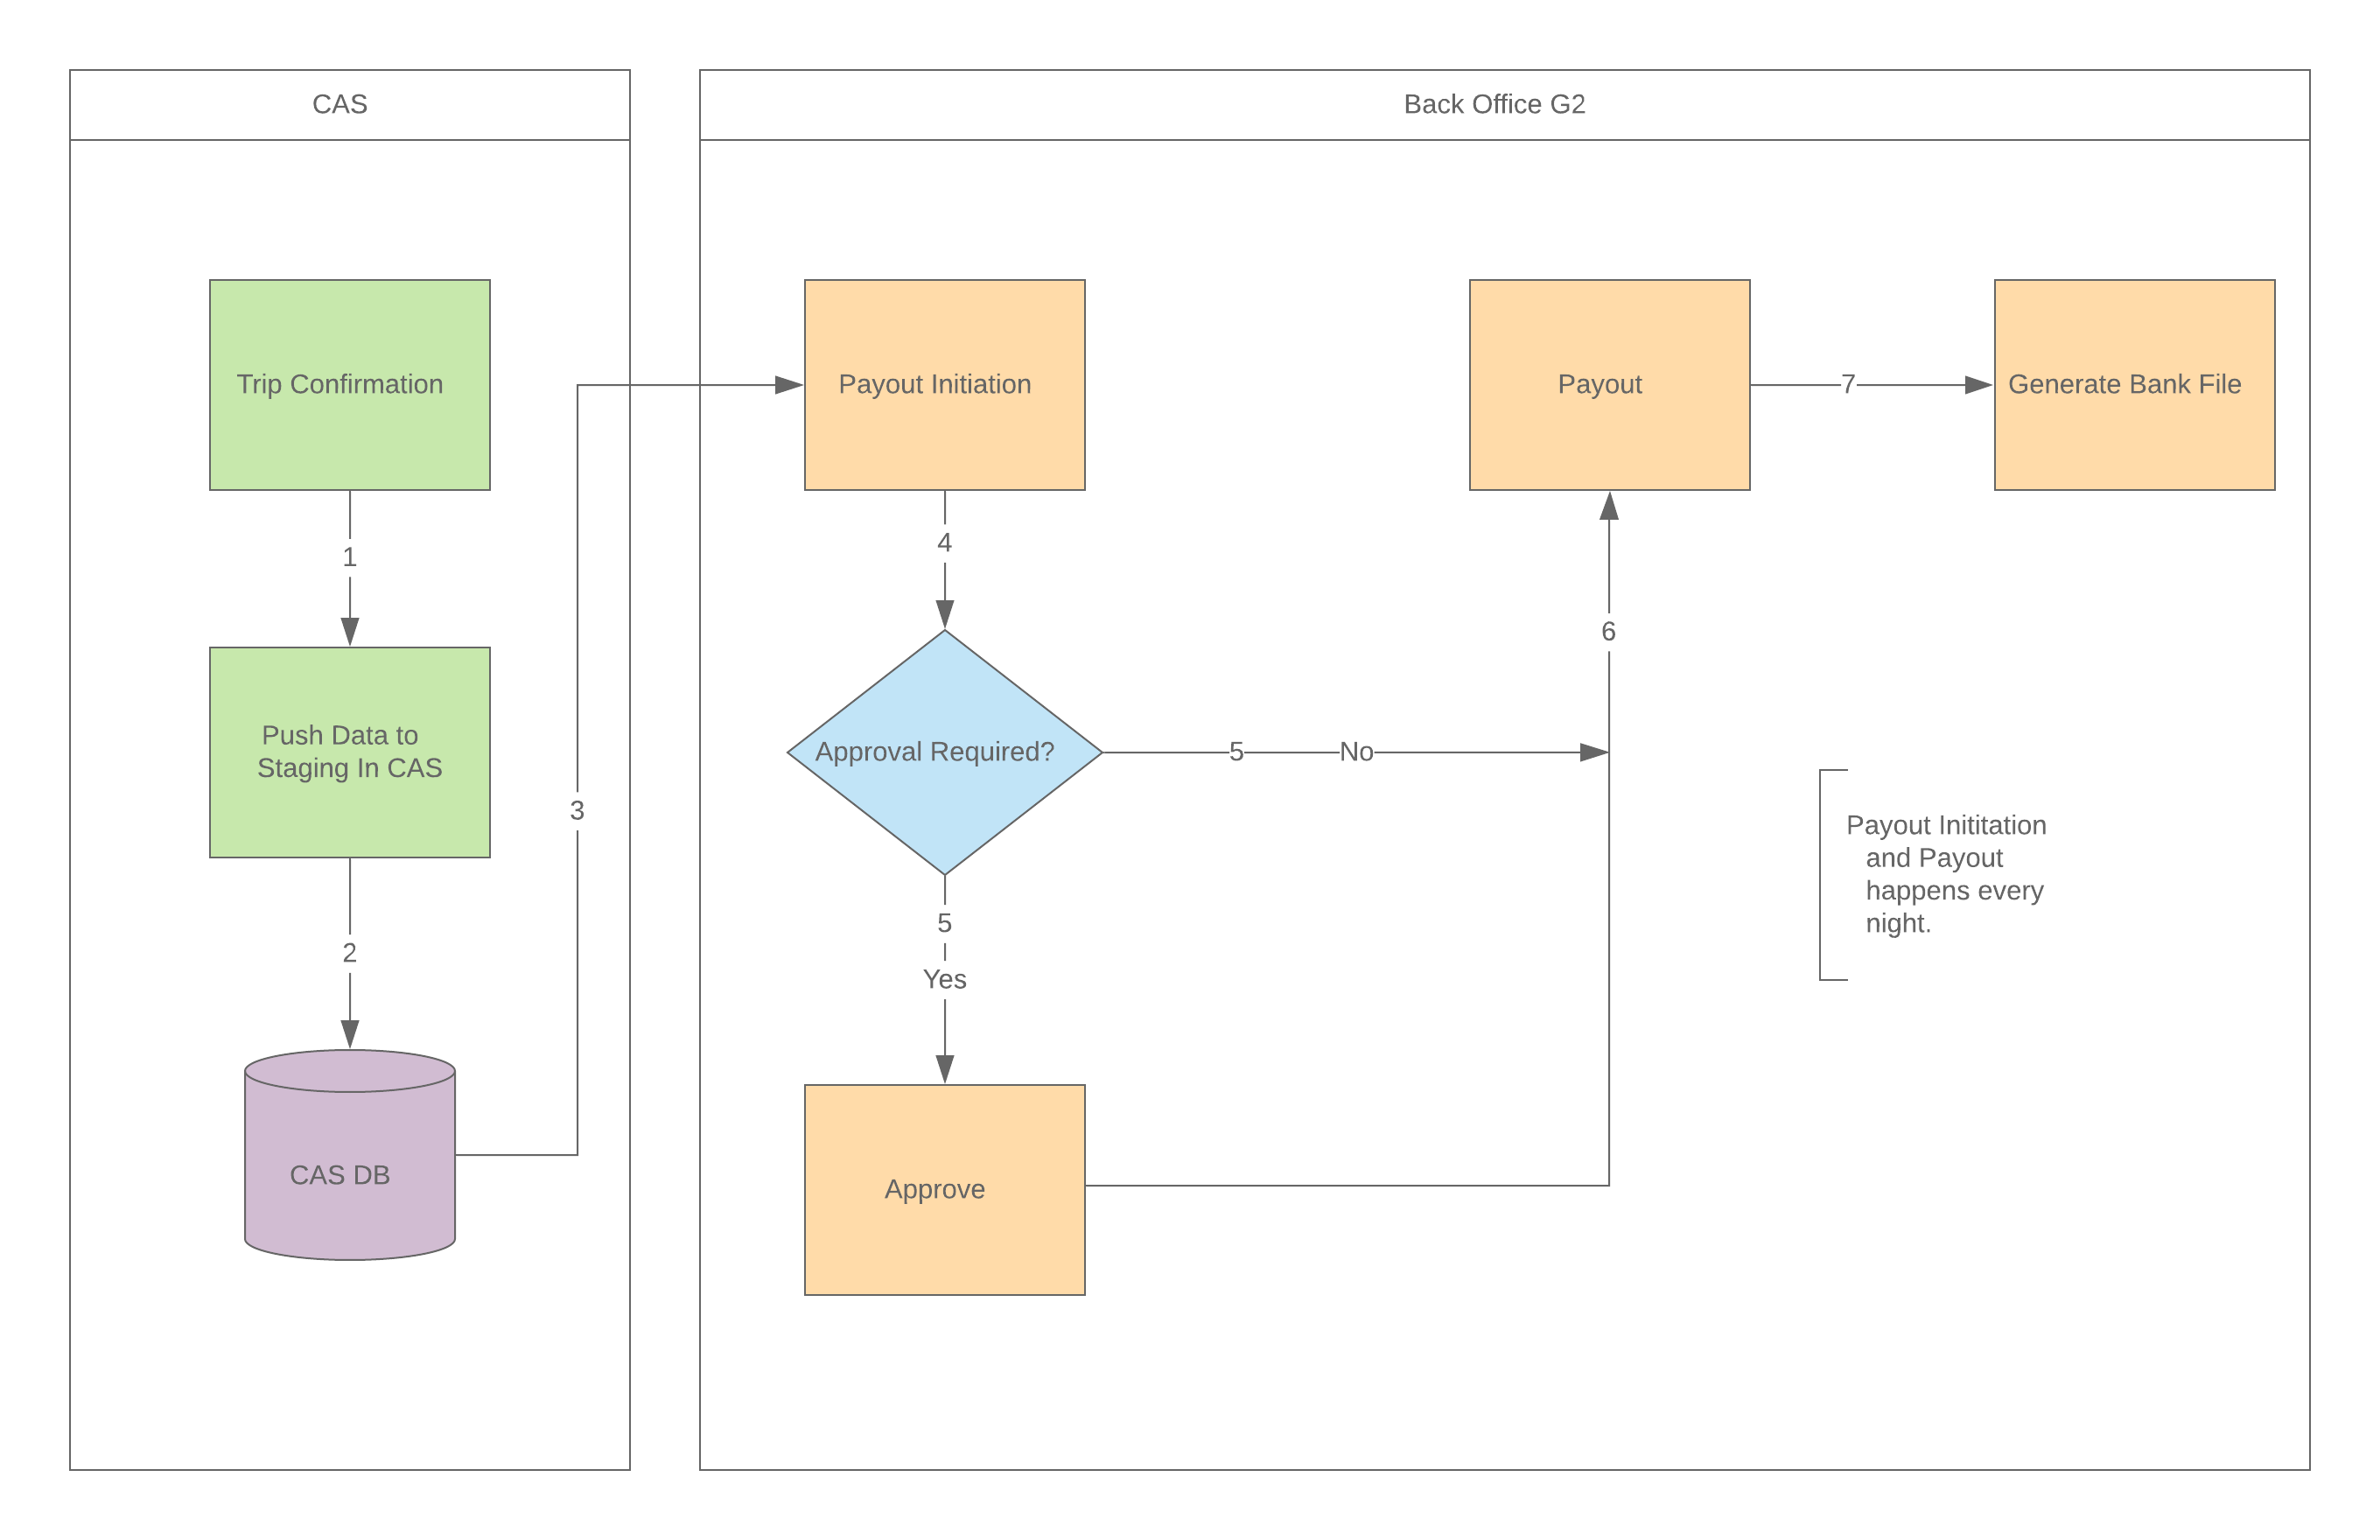 CAS
Back Office G2
Trip Confirmation
Payout Initiation
Payout
7
Generate Bank File
1
4
6
Push Data to
Staging In CAS
Approval Required?
5
No
3
Payout Inititation
and Payout
happens every
night.
5
2
Yes
CAS DB
Approve